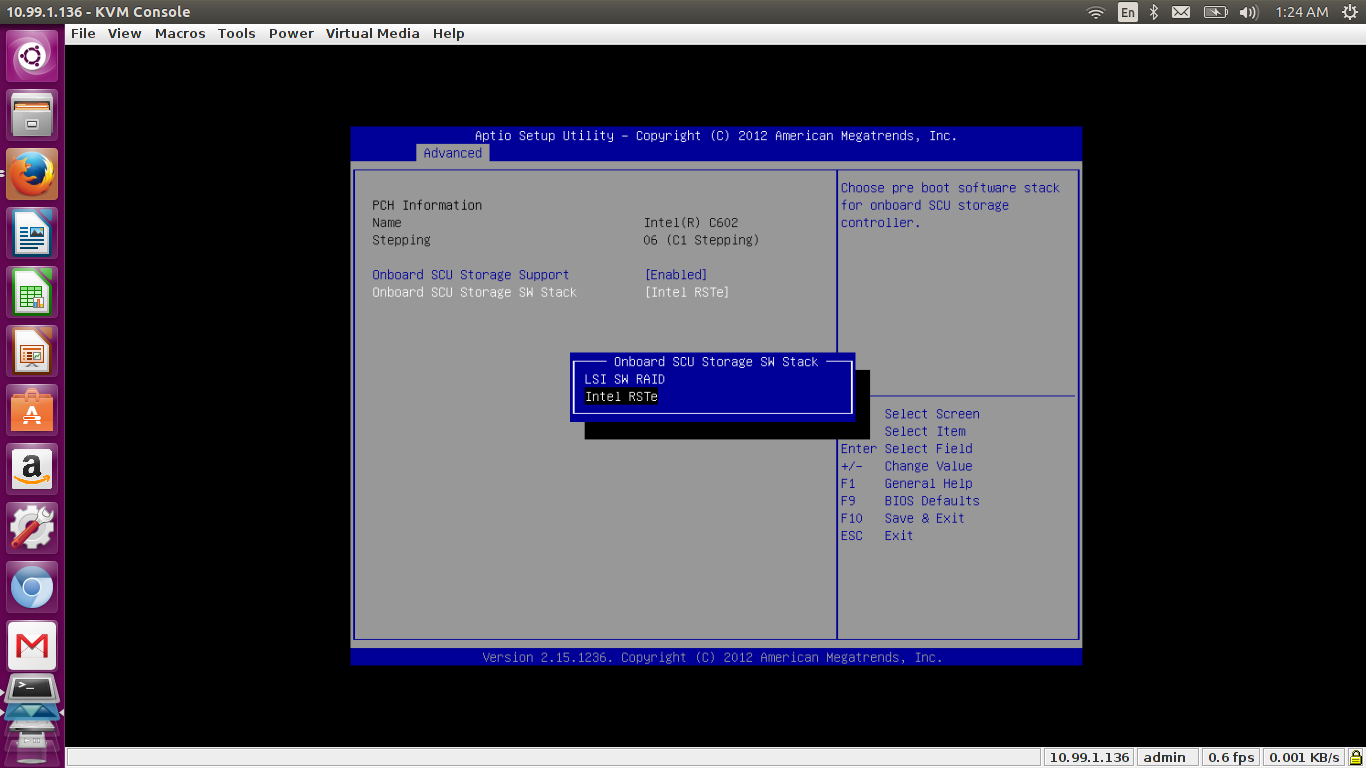 10.99.1.136 - KVM Console
En
1:24 AM
File View Macros Tools Power Virtual Media Help
Aptio Setup Utility – Copyright (C) 2012 American Megatrends, Inc.
Advanced
PCH Information
Name Intel(R) C602
Stepping 06 (C1 Stepping)
Onboard SCU Storage Support [Enabled]
Onboard SCU Storage SW Stack [Intel RSTe]
Choose pre boot software stack
for onboard SCU storage
controller.
Onboard SCU Storage SW Stack
LSI SW RAID
Intel RSTe
Select Screen
Select Item
Enter Select Field
+/– Change Value
F1 General Help
F9 BIOS Defaults
F10 Save & Exit
ESC Exit
Version 2.15.1236. Copyright (C) 2012 American Megatrends, Inc.
10.99.1.136 admin 0.6 fps 0.001 KB/s